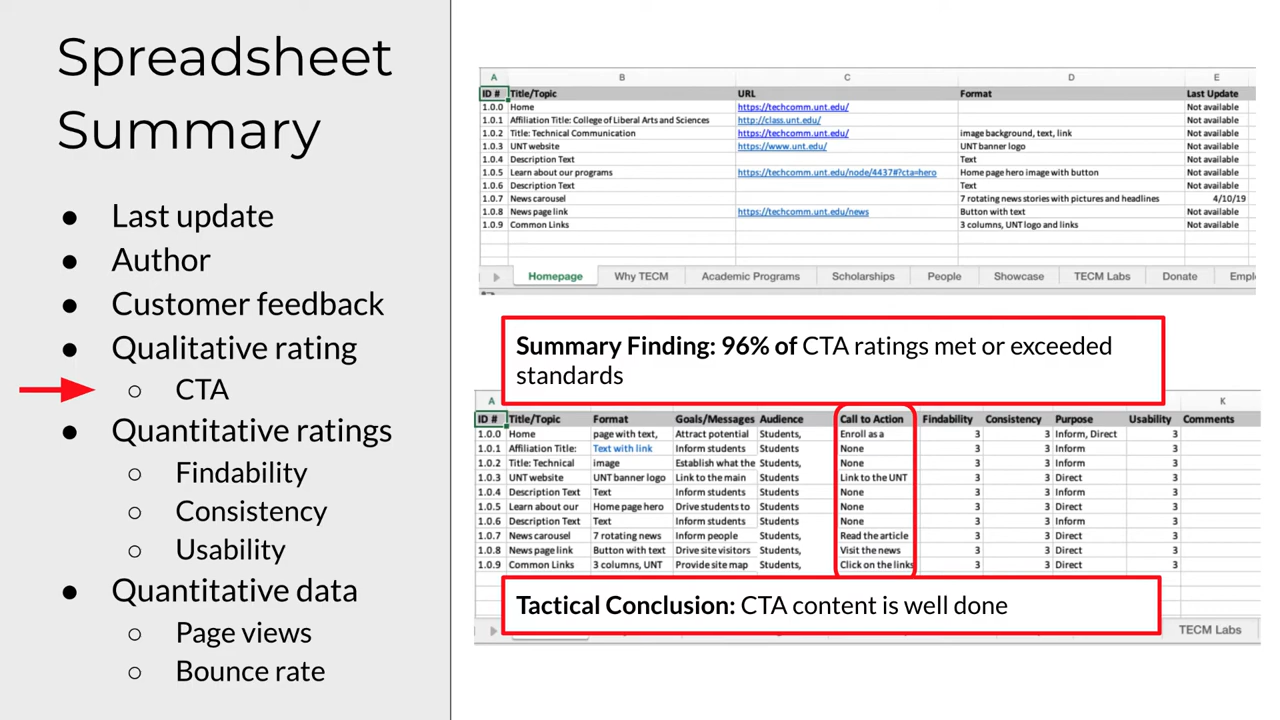 Spreadsheet
Summary
● Last update
● Author
● Customer feedback
● Qualitative rating
○ CTA
● Quantitative ratings
○ Findability
○ Consistency
○ Usability
● Quantitative data
○ Page views
○ Bounce rate
A B C D E
ID # Title/Topic URL Format Last Update
1.0.0 Home https://techcomm.unt.edu/ Not available
1.0.1 Affiliation Title: College of Liberal Arts and Sciences http://class.unt.edu/ Not available
1.0.2 Title: Technical Communication https://techcomm.unt.edu/ image background, text, link Not available
1.0.3 UNT website https://www.unt.edu/ UNT banner logo Not available
1.0.4 Description Text Text Not available
1.0.5 Learn about our programs https://techcomm.unt.edu/node/4437#?cta=hero Home page hero image with button Not available
1.0.6 Description Text Text Not available
1.0.7 News carousel 7 rotating news stories with pictures and headlines 4/10/19
1.0.8 News page link https://techcomm.unt.edu/news Button with text Not available
1.0.9 Common Links 3 columns, UNT logo and links Not available
Homepage Why TECM Academic Programs Scholarships People Showcase TECM Labs Donate Empl
Summary Finding: 96% of CTA ratings met or exceeded
standards
A K
ID # Title/Topic Format Goals/Messages Audience Call to Action Findability Consistency Purpose Usability Comments
1.0.0 Home page with text, Attract potential Students, Enroll as a 3 3 Inform, Direct 3
1.0.1 Affiliation Title: Text with link Inform students Students None 3 3 Inform 3
1.0.2 Title: Technical image Establish what the Students, None 3 3 Inform 3
1.0.3 UNT website UNT banner logo Link to the main Students, Link to the UNT 3 3 Direct 3
1.0.4 Description Text Text Inform students Students None 3 3 Inform 3
1.0.5 Learn about our Home page hero Drive students to Students None 3 3 Direct 3
1.0.6 Description Text Text Inform students Students None 3 3 Inform 3
1.0.7 News carousel 7 rotating news Inform people Students, Read the article 3 3 Direct 3
1.0.8 News page link Button with text Drive site visitors Students, Visit the news 3 3 Direct 3
1.0.9 Common Links 3 columns, UNT Provide site map Students, Click on the links 3 3 Direct 3
Tactical Conclusion: CTA content is well done
TECM Labs